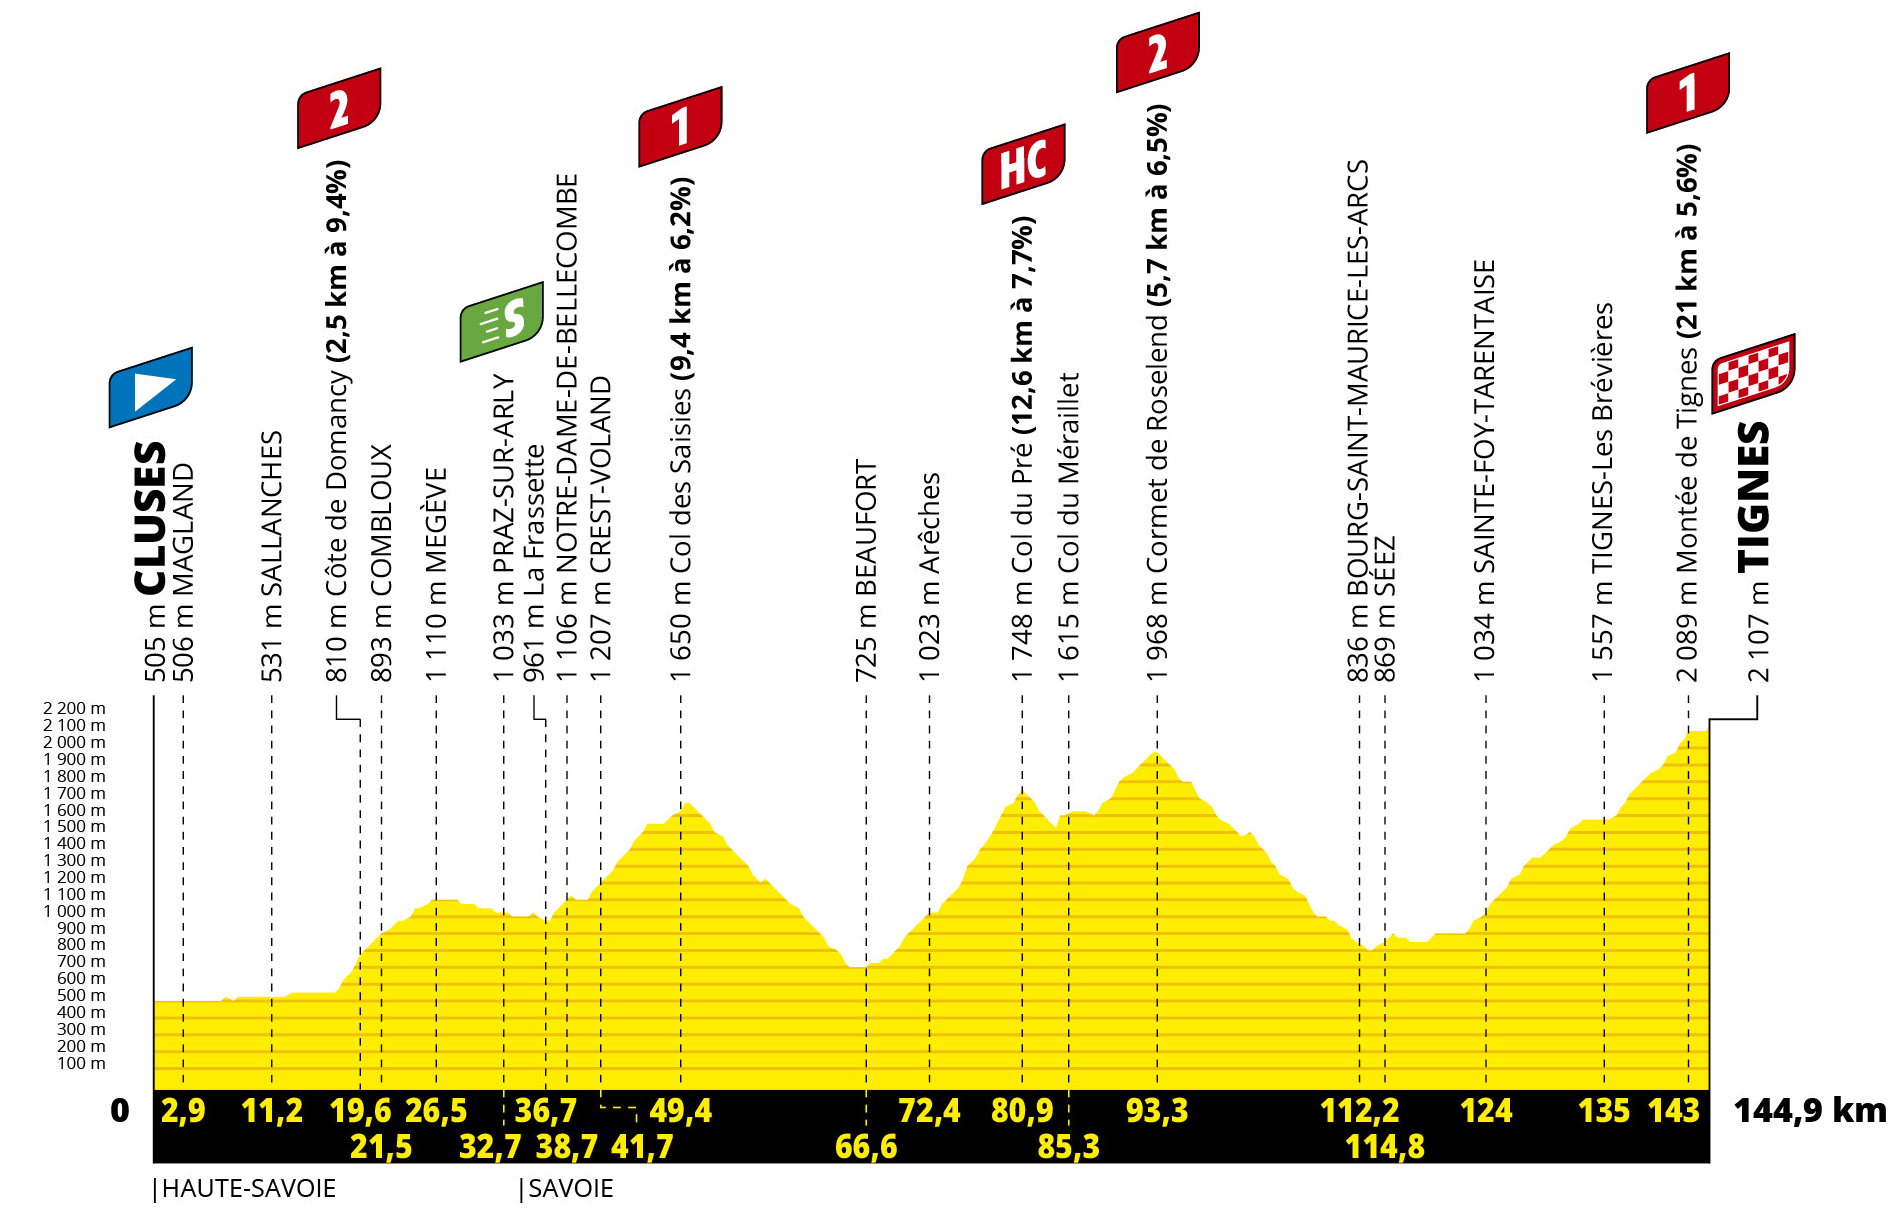 2
1
HC
2
1
S
505 m CLUSES
506 m MAGLAND
531 m SALLANCHES
810 m Côte de Domancy (2,5 km à 9,4%)
893 m COMBLOUX
1 110 m MEGÈVE
1 033 m PRAZ-SUR-ARLY
961 m La Frassette
1 106 m NOTRE-DAME-DE-BELLECOMBE
1 207 m CREST-VOLAND
1 650 m Col des Saisies (9,4 km à 6,2%)
725 m BEAUFORT
1 023 m Arêches
1 748 m Col du Pré (12,6 km à 7,7%)
1 615 m Col du Méraillet
1 968 m Cormet de Roselend (5,7 km à 6,5%)
836 m BOURG-SAINT-MAURICE-LES-ARCS
869 m SÉEZ
1 034 m SAINTE-FOY-TARENTAISE
1 557 m TIGNES-Les Brévières
2 089 m Montée de Tignes (21 km à 5,6%)
2 107 m TIGNES
2 200 m
2 100 m
2 000 m
1 900 m
1 800 m
1 700 m
1 600 m
1 500 m
1 400 m
1 300 m
1 200 m
1 100 m
1 000 m
900 m
800 m
700 m
600 m
500 m
400 m
300 m
200 m
100 m
0 2,9 11,2 19,6 26,5 36,7 49,4 72,4 80,9 93,3 112,2 124 135 143 144,9 km
21,5 32,7 38,7 41,7 66,6 85,3 114,8
|HAUTE-SAVOIE |SAVOIE